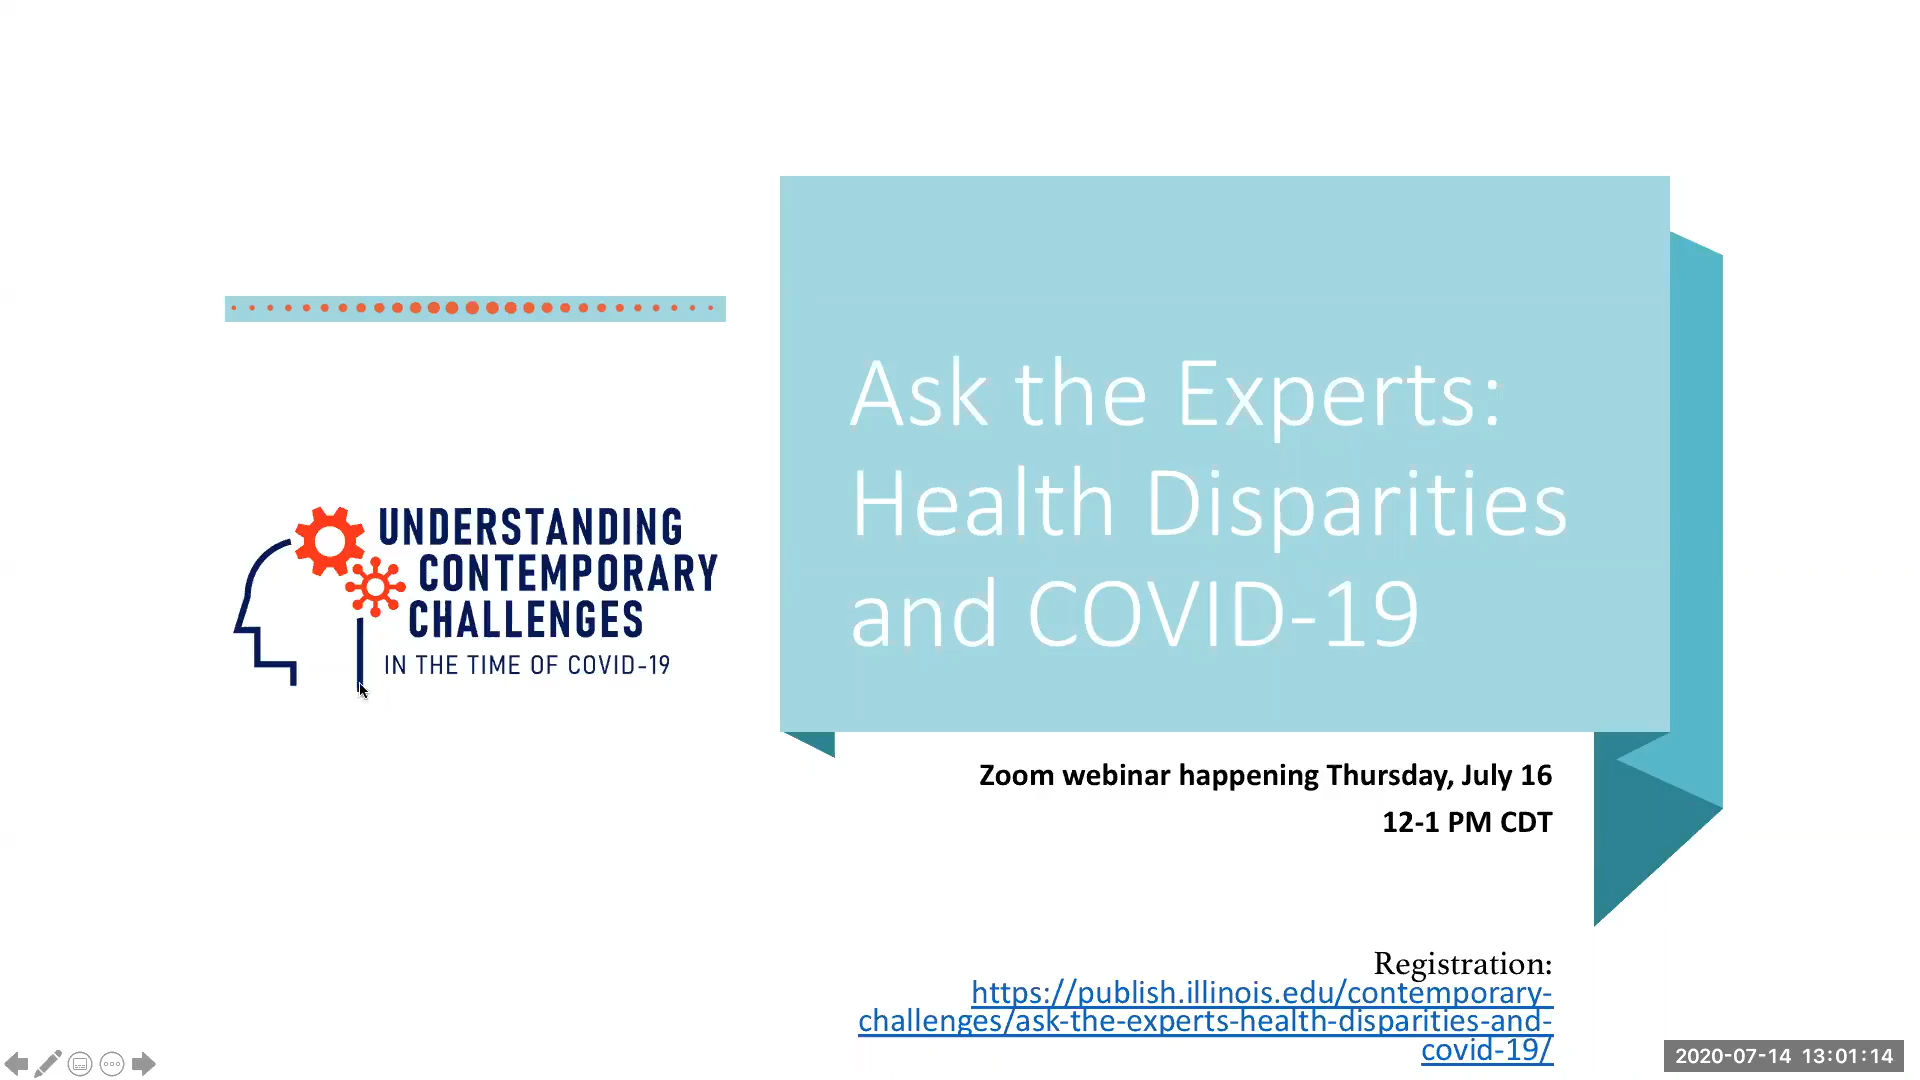 UNDERSTANDING
CONTEMPORARY
CHALLENGES
IN THE TIME OF COVID-19
Ask the Experts:
Health Disparities
and COVID-19
Zoom webinar happening Thursday, July 16
12-1 PM CDT
Registration:
https://publish.illinois.edu/contemporary-
challenges/ask-the-experts-health-disparities-and-
covid-19/
2020-07-14 13:01:14